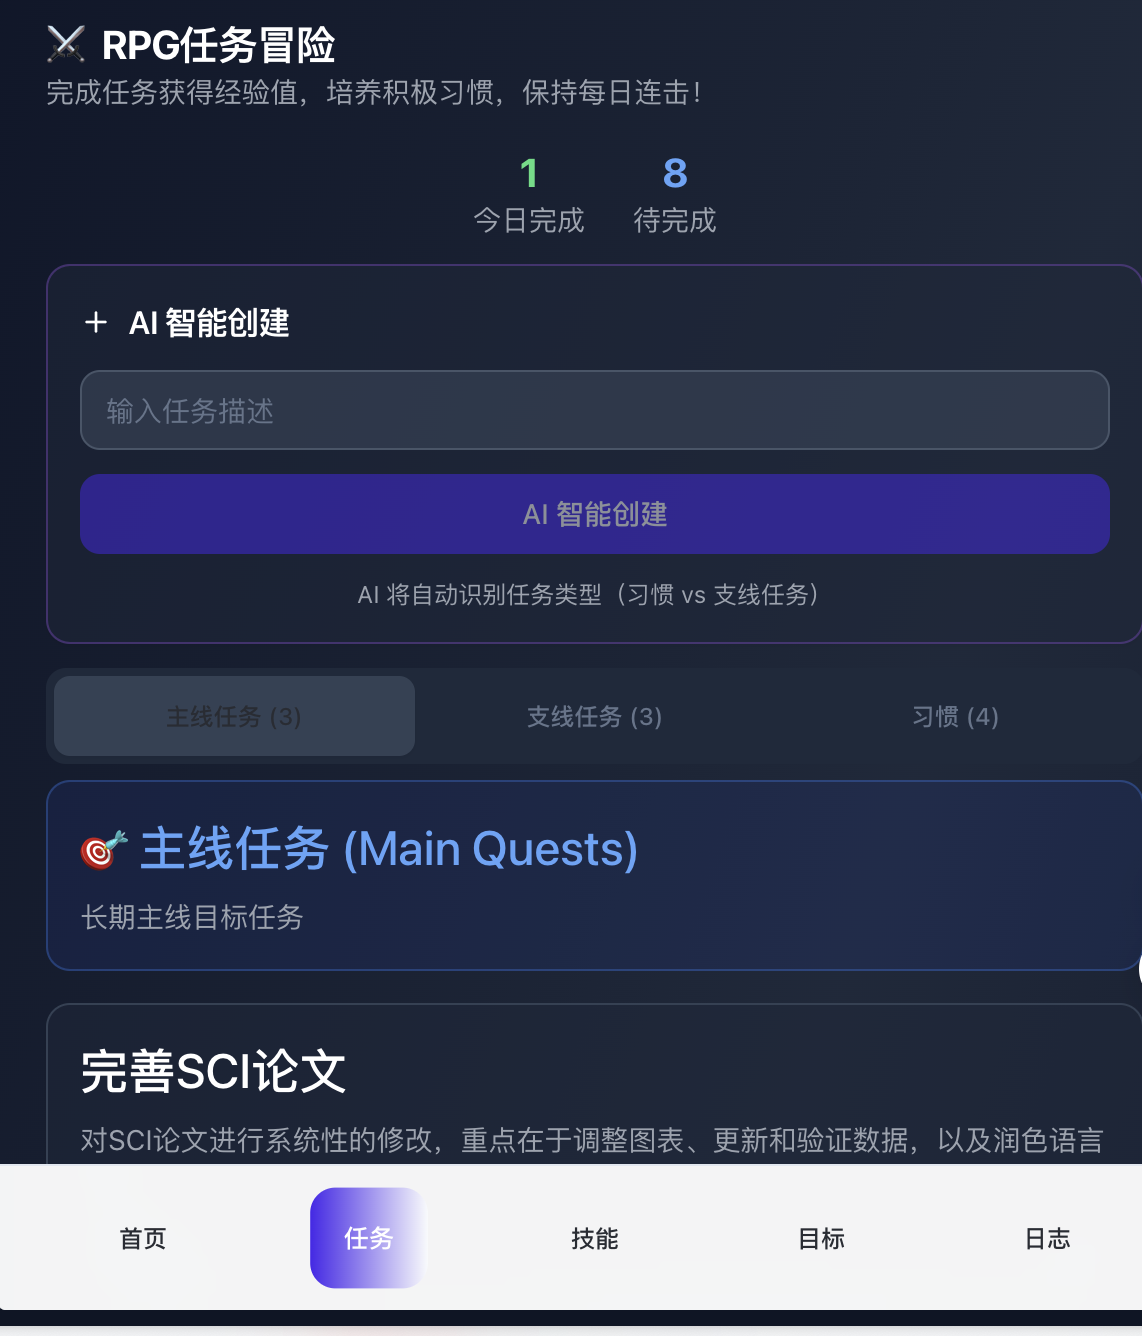 RPG任务冒险
完成任务获得经验值，培养积极习惯，保持每日连击！
1
今日完成
8
待完成
AI 智能创建
输入任务描述
AI 智能创建
AI 将自动识别任务类型（习惯 vs 支线任务）
主线任务 (3)
支线任务 (3)
习惯 (4)
主线任务 (Main Quests)
长期主线目标任务
完善SCI论文
对SCI论文进行系统性的修改，重点在于调整图表、更新和验证数据，以及润色语言
首页
任务
技能
目标
日志